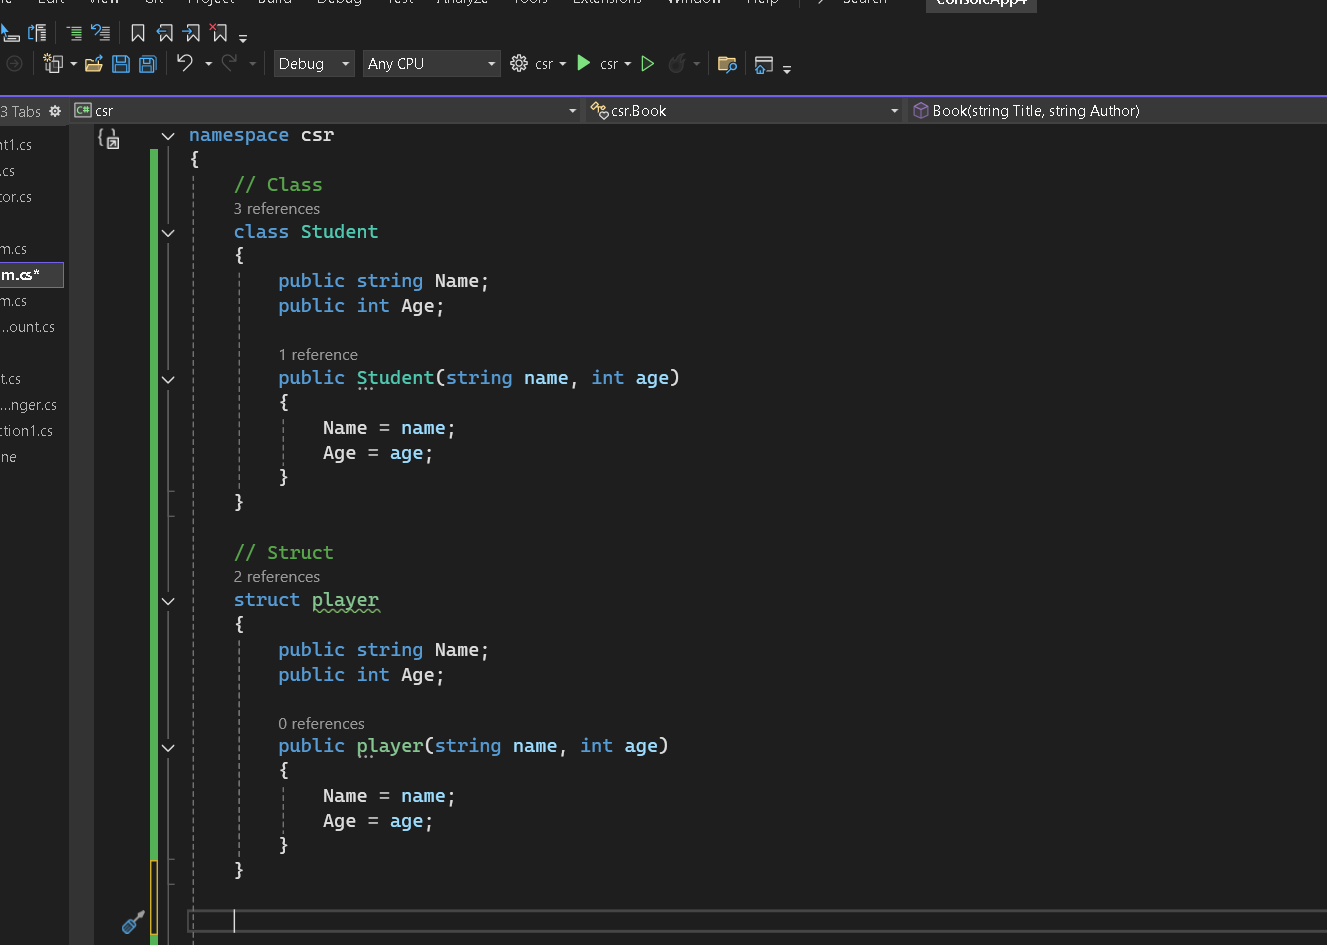 ConsoleApp4
Debug Any CPU csr csr
3 Tabs csr csr.Book Book(string Title, string Author)
nt1.cs
.cs
tor.cs
m.cs
m.cs*
m.cs
...ount.cs
t.cs
...nger.cs
ction1.cs
ne
namespace csr
{
// Class
3 references
class Student
{
public string Name;
public int Age;
1 reference
public Student(string name, int age)
{
Name = name;
Age = age;
}
}
// Struct
2 references
struct player
{
public string Name;
public int Age;
0 references
public player(string name, int age)
{
Name = name;
Age = age;
}
}